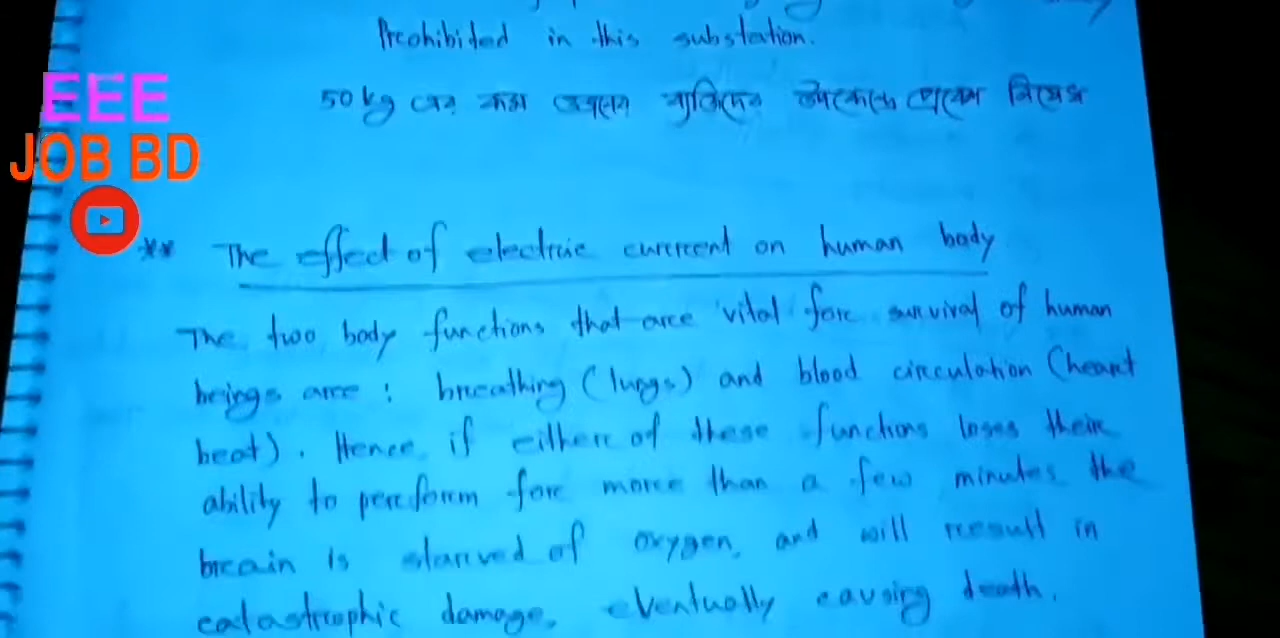 Prohibited in this substation.
50 kg এর কম ওজনের ব্যক্তিদের উপকেন্দ্রে প্রবেশ নিষেধ
EEE
JOB BD
** The effect of electric current on human body
The two body functions that are vital for survival of human
beings are : breathing (lungs) and blood circulation (heart
beat). Hence, if either of these functions loses their
ability to perform for more than a few minutes the
brain is starved of oxygen, and will result in
catastrophic damage, eventually causing death.